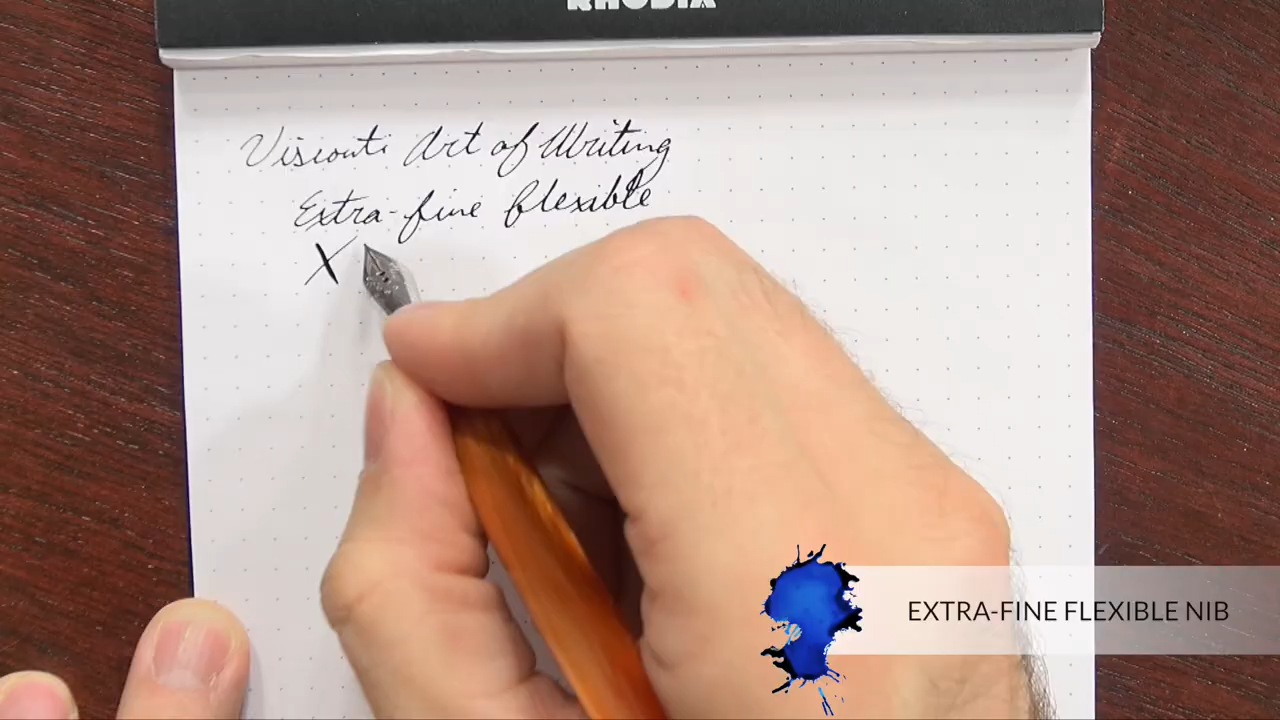 RHODIA
Visconti Art of Writing
Extra-fine flexible
X
EXTRA-FINE FLEXIBLE NIB